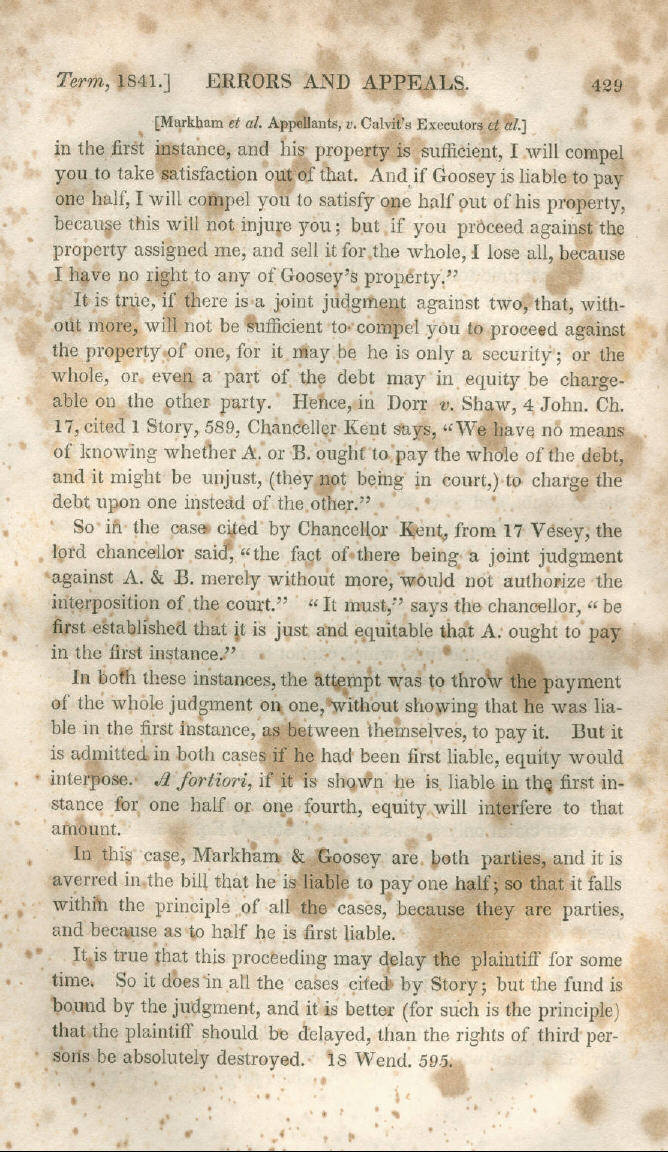 Term, 1841.] ERRORS AND APPEALS. 429
[Markham et al. Appellants, v. Calvit's Executors et al.]
in the first instance, and his property is sufficient, I will compel
you to take satisfaction out of that. And if Goosey is liable to pay
one half, I will compel you to satisfy one half out of his property,
because this will not injure you; but if you proceed against the
property assigned me, and sell it for the whole, I lose all, because
I have no right to any of Goosey's property."
It is true, if there is a joint judgment against two, that, with-
out more, will not be sufficient to compel you to proceed against
the property of one, for it may be he is only a security; or the
whole, or even a part of the debt may in equity be charge-
able on the other party. Hence, in Dorr v. Shaw, 4 John. Ch.
17, cited 1 Story, 589, Chancellor Kent says, "We have no means
of knowing whether A. or B. ought to pay the whole of the debt,
and it might be unjust, (they not being in court,) to charge the
debt upon one instead of the other."
So in the case cited by Chancellor Kent, from 17 Vesey, the
lord chancellor said, "the fact of there being a joint judgment
against A. & B. merely without more, would not authorize the
interposition of the court." "It must," says the chancellor, "be
first established that it is just and equitable that A. ought to pay
in the first instance."
In both these instances, the attempt was to throw the payment
of the whole judgment on one, without showing that he was lia-
ble in the first instance, as between themselves, to pay it. But it
is admitted in both cases if he had been first liable, equity would
interpose. A fortiori, if it is shown he is liable in the first in-
stance for one half or one fourth, equity will interfere to that
amount.
In this case, Markham & Goosey are both parties, and it is
averred in the bill that he is liable to pay one half; so that it falls
within the principle of all the cases, because they are parties,
and because as to half he is first liable.
It is true that this proceeding may delay the plaintiff for some
time. So it does in all the cases cited by Story; but the fund is
bound by the judgment, and it is better (for such is the principle)
that the plaintiff should be delayed, than the rights of third per-
sons be absolutely destroyed. 18 Wend. 595.